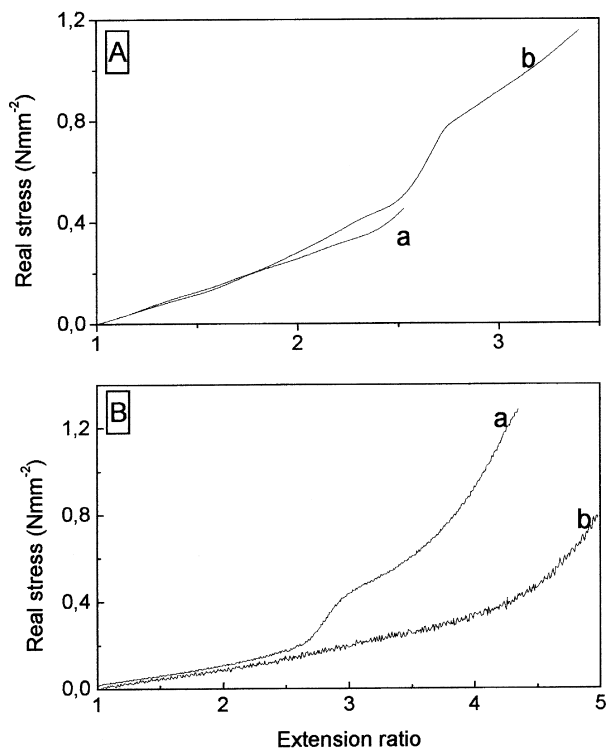 A
1,2
b
0,8
Real stress (Nmm⁻²)
0,4
a
0,0
1 2 3
B
a
1,2
b
0,8
Real stress (Nmm⁻²)
0,4
0,0
1 2 3 4 5
Extension ratio